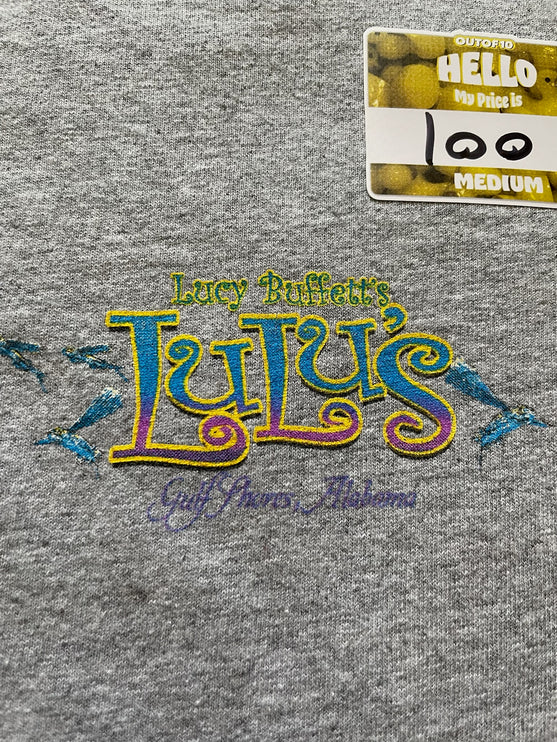 OUT OF 10
HELLO
My Price is
100
MEDIUM
Lucy Buffett's
LuLu's
Gulf Shores, Alabama